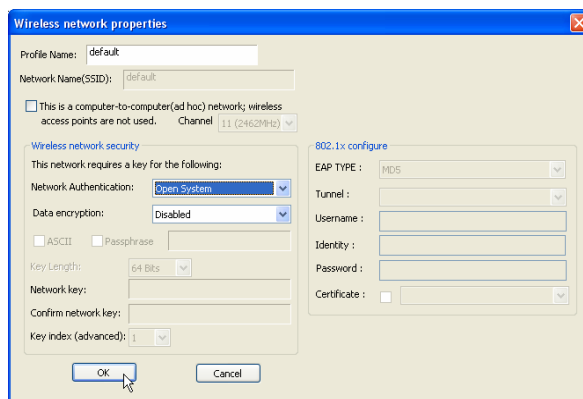 Wireless network properties
Profile Name: default
Network Name(SSID): default
This is a computer-to-computer(ad hoc) network; wireless
access points are not used. Channel 11 (2462MHz)
Wireless network security
This network requires a key for the following:
Network Authentication: Open System
Data encryption: Disabled
ASCII Passphrase
Key Length: 64 Bits
Network key:
Confirm network key:
Key index (advanced): 1
802.1x configure
EAP TYPE : MD5
Tunnel :
Username :
Identity :
Password :
Certificate :
OK Cancel